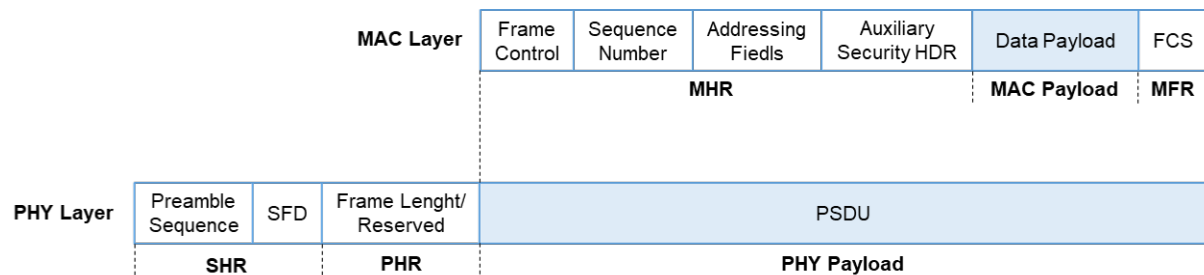 MAC Layer
Frame
Control
Sequence
Number
Addressing
Fiedls
Auxiliary
Security HDR
Data Payload
FCS
MHR
MAC Payload
MFR
PHY Layer
Preamble
Sequence
SFD
Frame Lenght/
Reserved
PSDU
SHR
PHR
PHY Payload